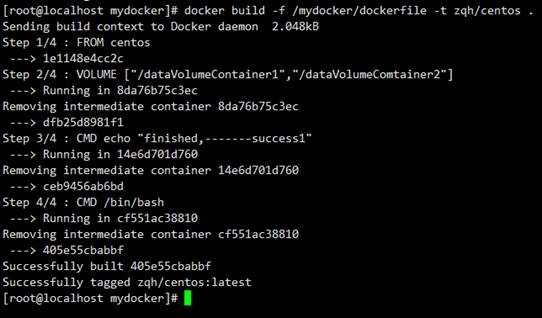 [root@localhost mydocker]# docker build -f /mydocker/dockerfile -t zqh/centos .
Sending build context to Docker daemon  2.048kB
Step 1/4 : FROM centos
 ---> 1e1148e4cc2c
Step 2/4 : VOLUME ["/dataVolumeContainer1","/dataVolumeComtainer2"]
 ---> Running in 8da76b75c3ec
Removing intermediate container 8da76b75c3ec
 ---> dfb25d8981f1
Step 3/4 : CMD echo "finished,-------success1"
 ---> Running in 14e6d701d760
Removing intermediate container 14e6d701d760
 ---> ceb9456ab6bd
Step 4/4 : CMD /bin/bash
 ---> Running in cf551ac38810
Removing intermediate container cf551ac38810
 ---> 405e55cbabbf
Successfully built 405e55cbabbf
Successfully tagged zqh/centos:latest
[root@localhost mydocker]#